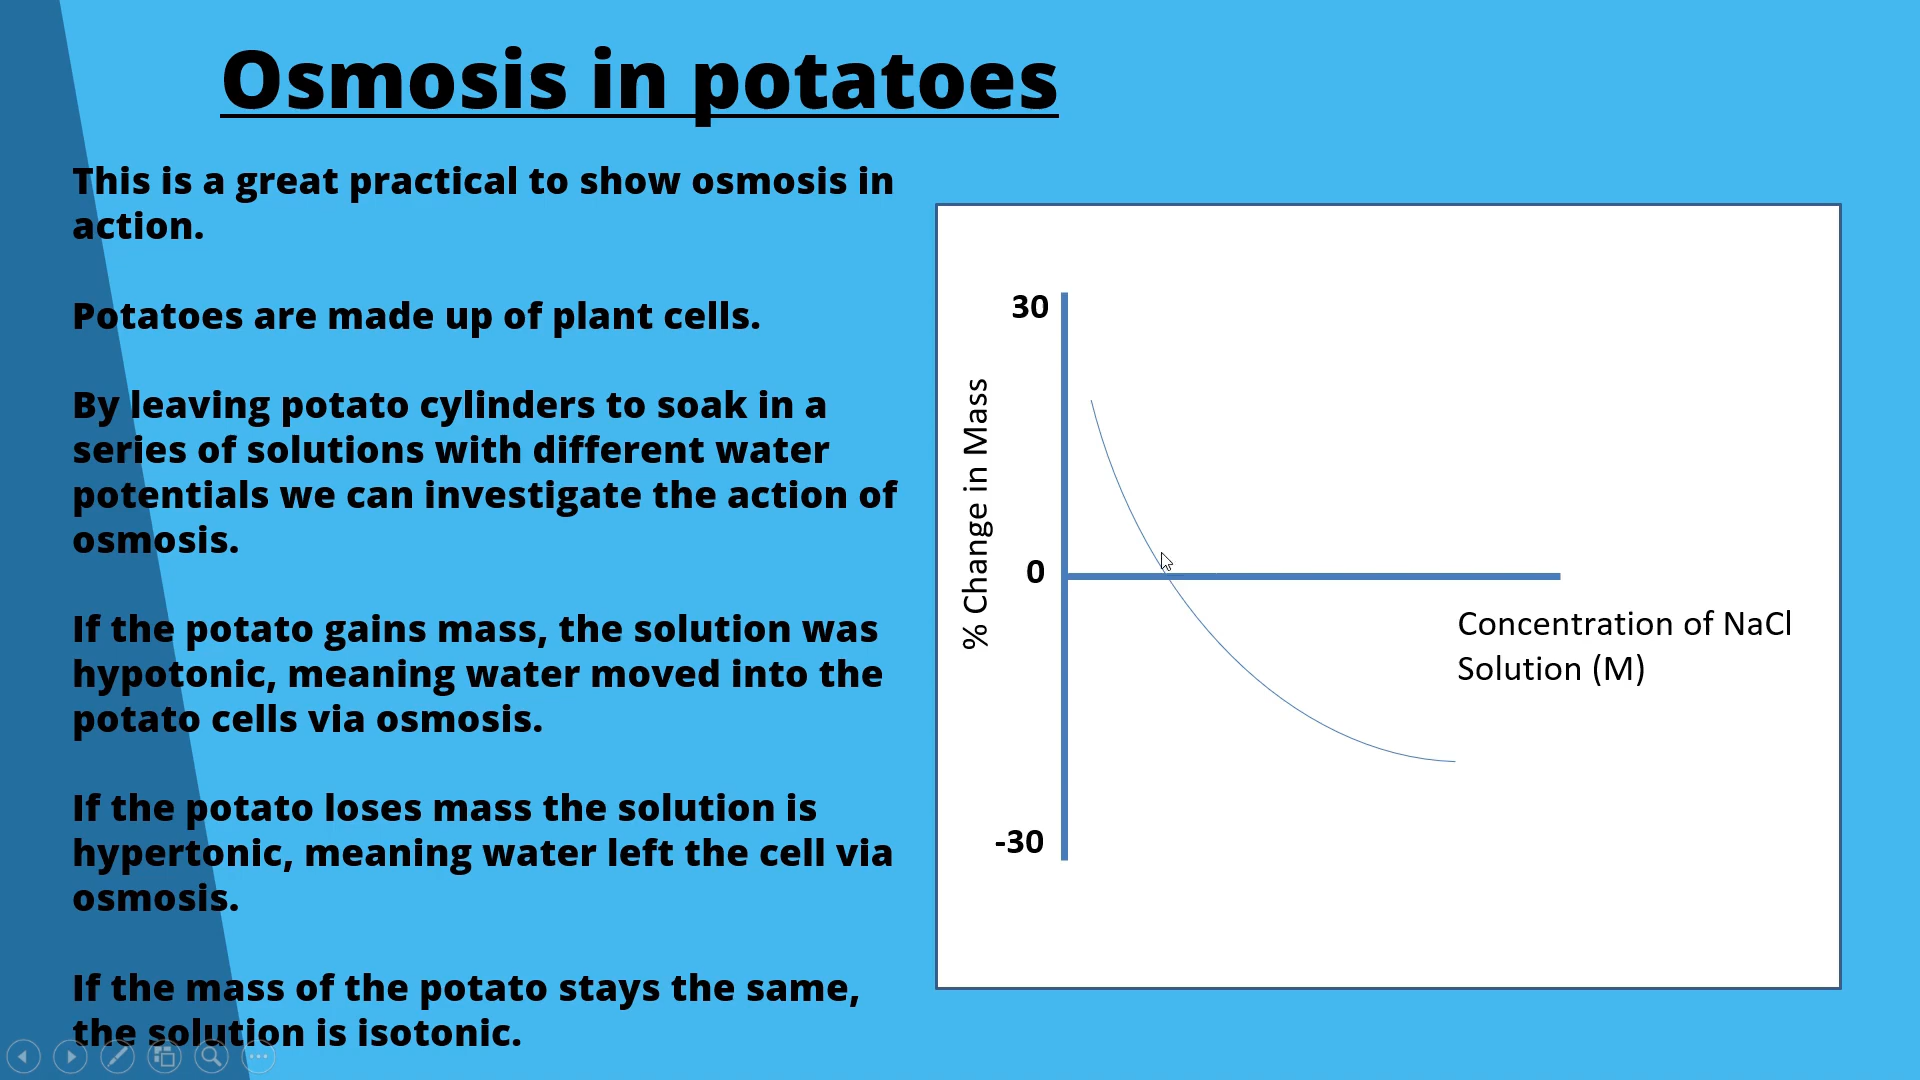 Osmosis in potatoes
This is a great practical to show osmosis in
action.
Potatoes are made up of plant cells.
By leaving potato cylinders to soak in a
series of solutions with different water
potentials we can investigate the action of
osmosis.
If the potato gains mass, the solution was
hypotonic, meaning water moved into the
potato cells via osmosis.
If the potato loses mass the solution is
hypertonic, meaning water left the cell via
osmosis.
If the mass of the potato stays the same,
the solution is isotonic.
30
% Change in Mass
0
Concentration of NaCl
Solution (M)
-30